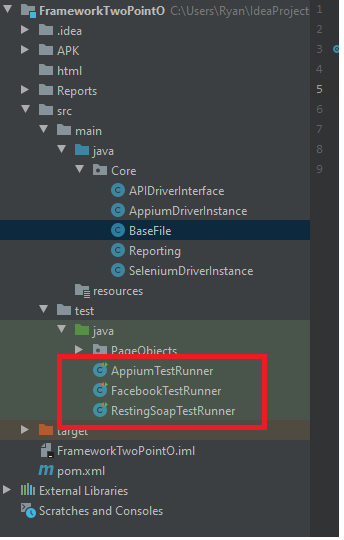 FrameworkTwoPointO C:\Users\Ryan\IdeaProject
.idea
APK
html
Reports
src
main
java
Core
APIDriverInterface
AppiumDriverInstance
BaseFile
Reporting
SeleniumDriverInstance
resources
test
java
PageObjects
AppiumTestRunner
FacebookTestRunner
RestingSoapTestRunner
target
FrameworkTwoPointO.iml
m pom.xml
External Libraries
Scratches and Consoles
1
2
3
4
5
6
7
8
9